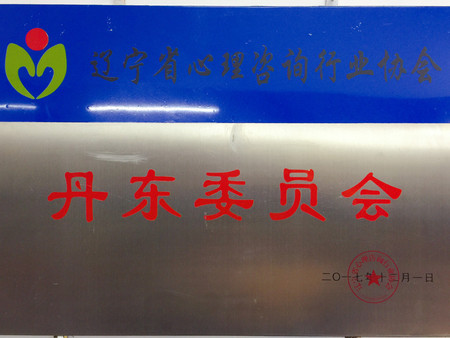 辽宁省心理咨询行业协会
丹东委员会
二〇一七年十二月一日